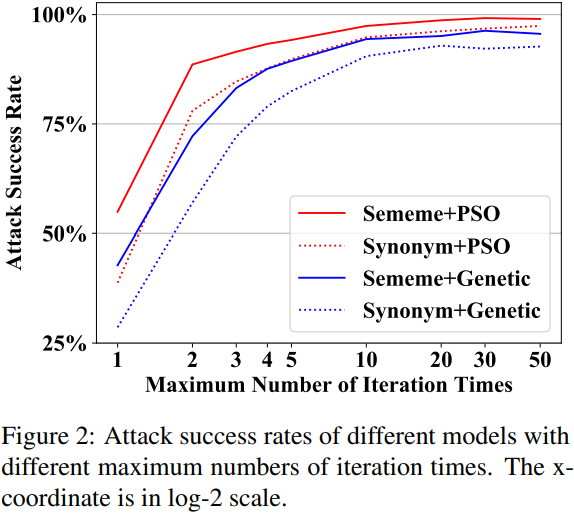 100%
75%
50%
25%
Attack Success Rate
Sememe+PSO
Synonym+PSO
Sememe+Genetic
Synonym+Genetic
1 2 3 4 5 10 20 30 50
Maximum Number of Iteration Times
Figure 2: Attack success rates of different models with
different maximum numbers of iteration times. The x-
coordinate is in log-2 scale.